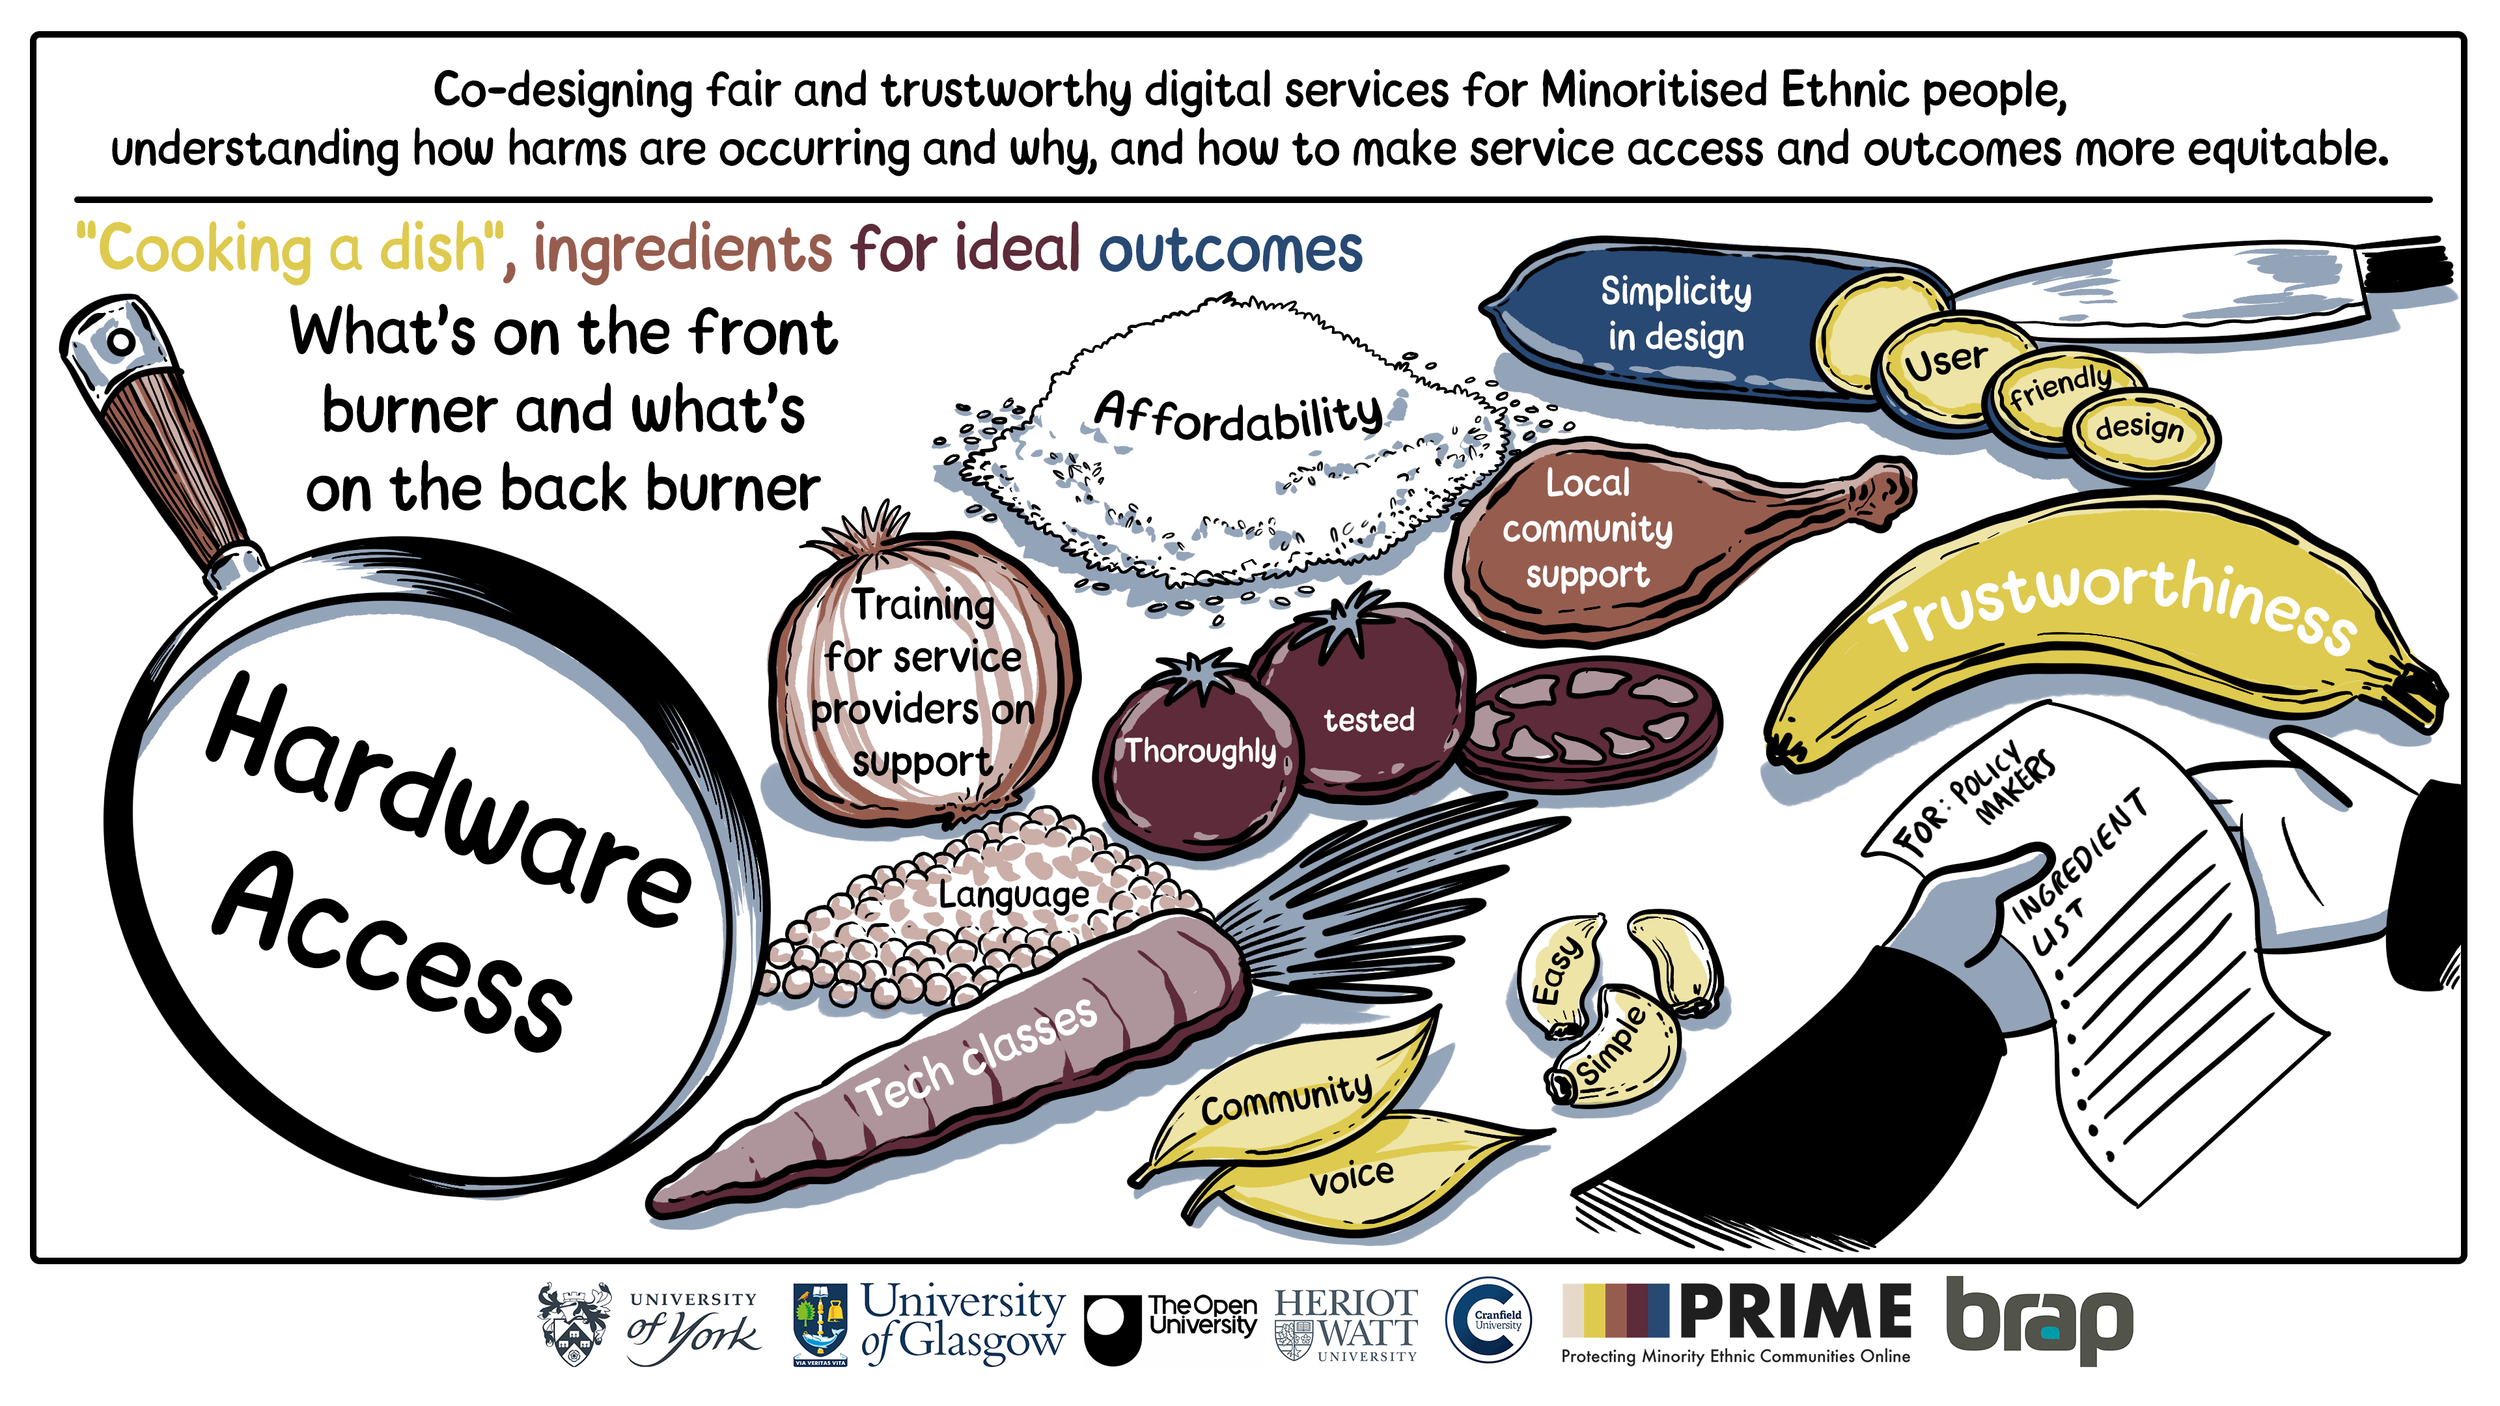 Co-designing fair and trustworthy digital services for Minoritised Ethnic people,
understanding how harms are occurring and why, and how to make service access and outcomes more equitable.
"Cooking a dish", ingredients for ideal outcomes
What's on the front
burner and what's
on the back burner
Hardware
Access
Affordability
Simplicity
in design
User
friendly
design
Local
community
support
Trustworthiness
Training
for service
providers on
support
Thoroughly
tested
Language
Tech classes
Community
voice
Easy
Simple
FOR: POLICY
MAKERS
INGREDIENT
LIST
UNIVERSITY
of York
VIA VERITAS VITA
University
of Glasgow
The Open
University
HERIOT
WATT
UNIVERSITY
Cranfield
University
PRIME
Protecting Minority Ethnic Communities Online
brap